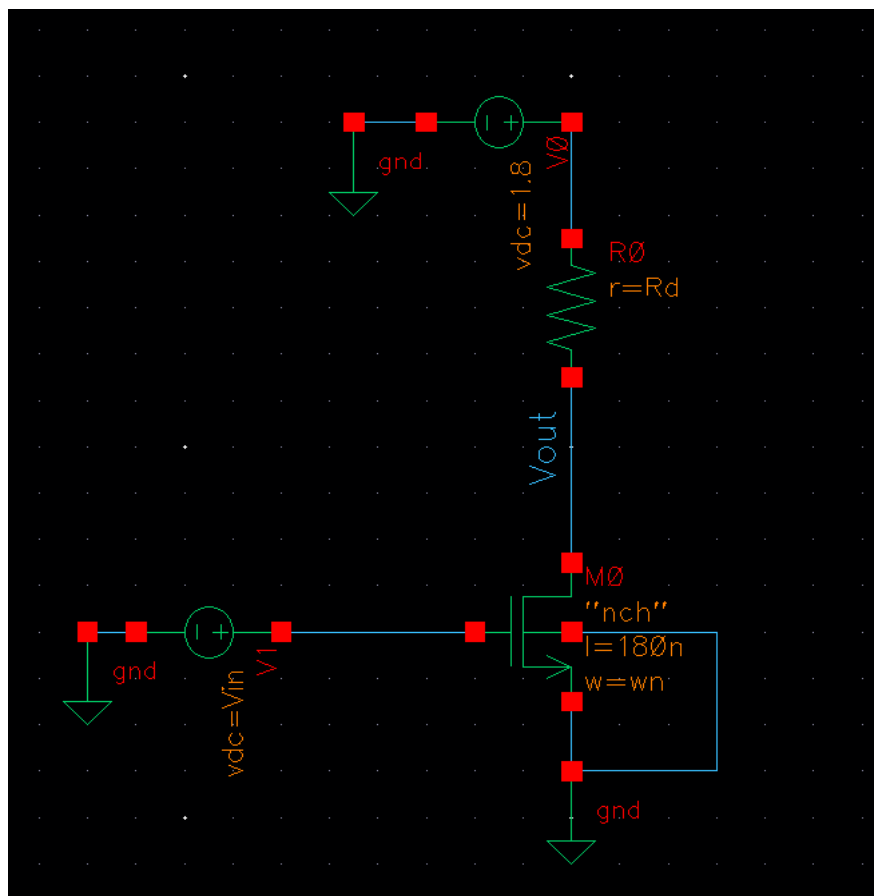 gnd
V0
vdc=1.8
R0
r=Rd
Vout
M0
"nch"
l=180n
w=wn
gnd
V1
vdc=Vin
gnd